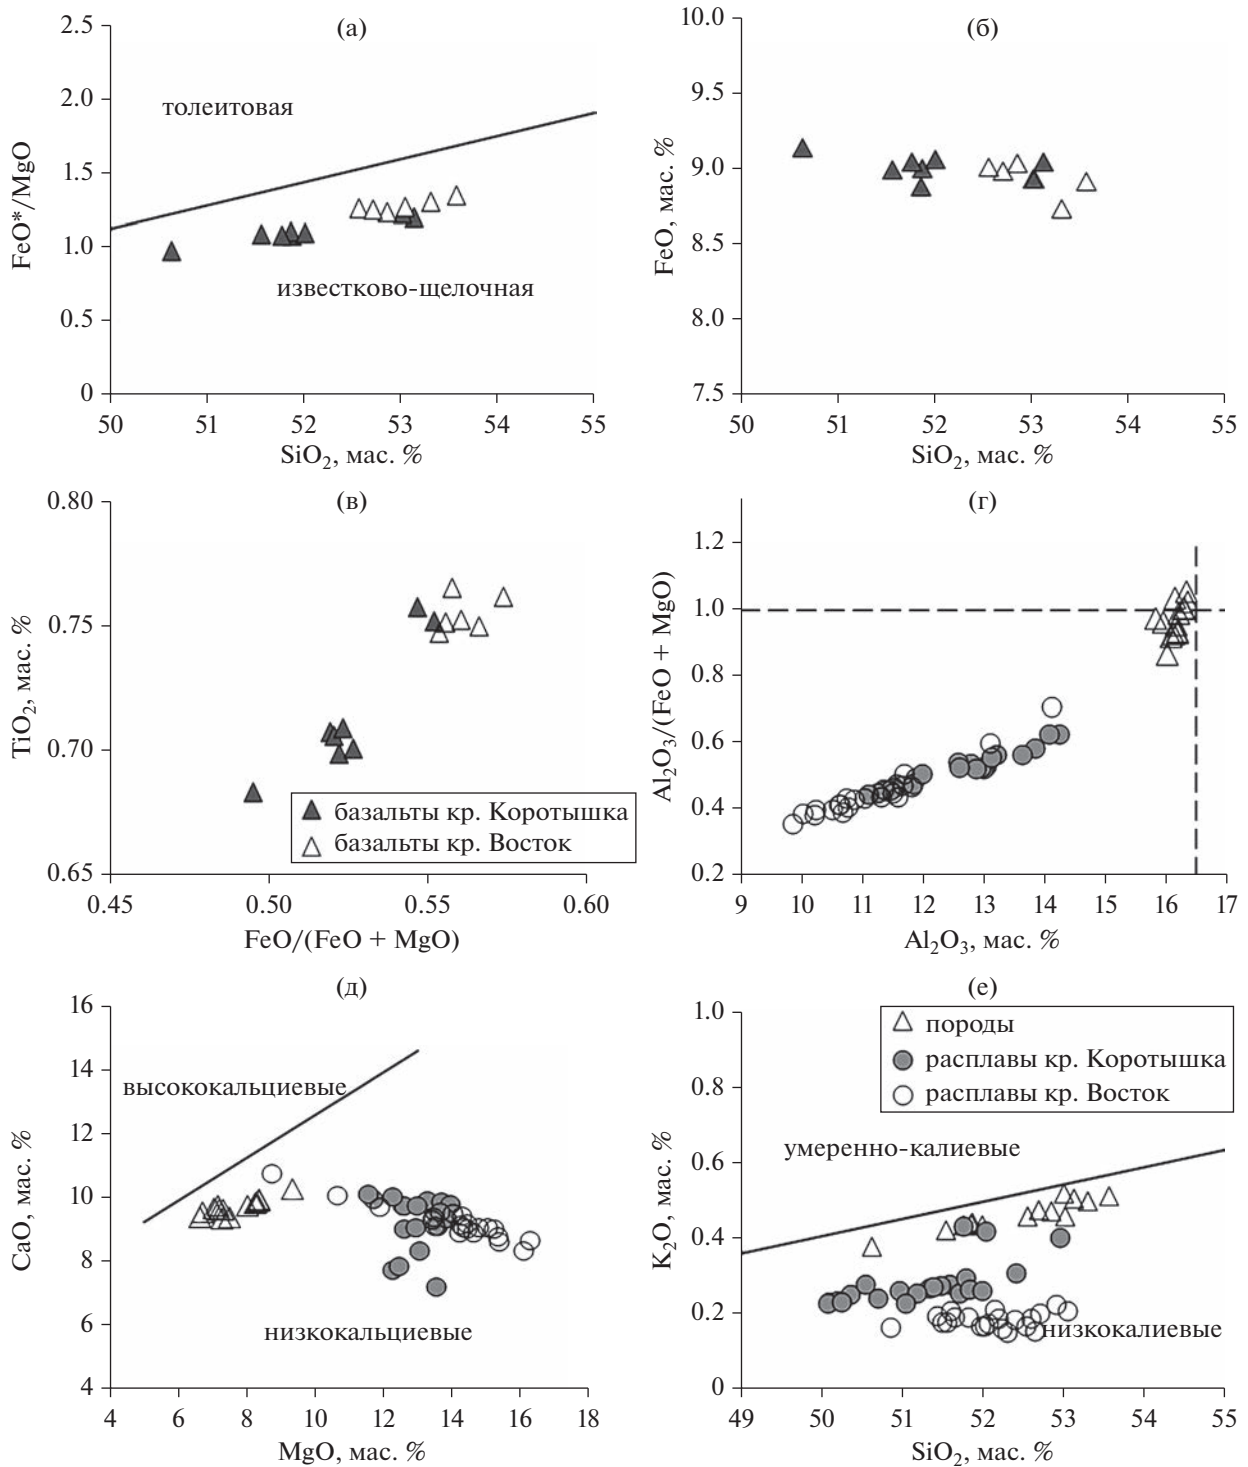 (а)
2.5
2.0
1.5
1.0
0.5
0
FeO*/MgO
толеитовая
известково-щелочная
50
51
52
53
54
55
SiO₂, мас. %
(б)
10.0
9.5
9.0
8.5
8.0
7.5
FeO, мас. %
50
51
52
53
54
55
SiO₂, мас. %
(в)
0.80
0.75
0.70
0.65
TiO₂, мас. %
базальты кр. Коротышка
базальты кр. Восток
0.45
0.50
0.55
0.60
FeO/(FeO + MgO)
(г)
1.2
1.0
0.8
0.6
0.4
0.2
Al₂O₃/(FeO + MgO)
9
10
11
12
13
14
15
16
17
Al₂O₃, мас. %
(д)
16
14
12
10
8
6
4
CaO, мас. %
высококальциевые
низкокальциевые
4
6
8
10
12
14
16
18
MgO, мас. %
(е)
1.0
0.8
0.6
0.4
0.2
0
K₂O, мас. %
породы
расплавы кр. Коротышка
расплавы кр. Восток
умеренно-калиевые
низкокалиевые
49
50
51
52
53
54
55
SiO₂, мас. %